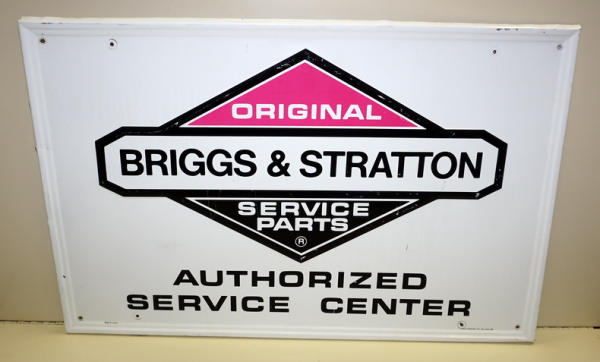 ORIGINAL
BRIGGS & STRATTON
SERVICE
PARTS
®
AUTHORIZED
SERVICE CENTER